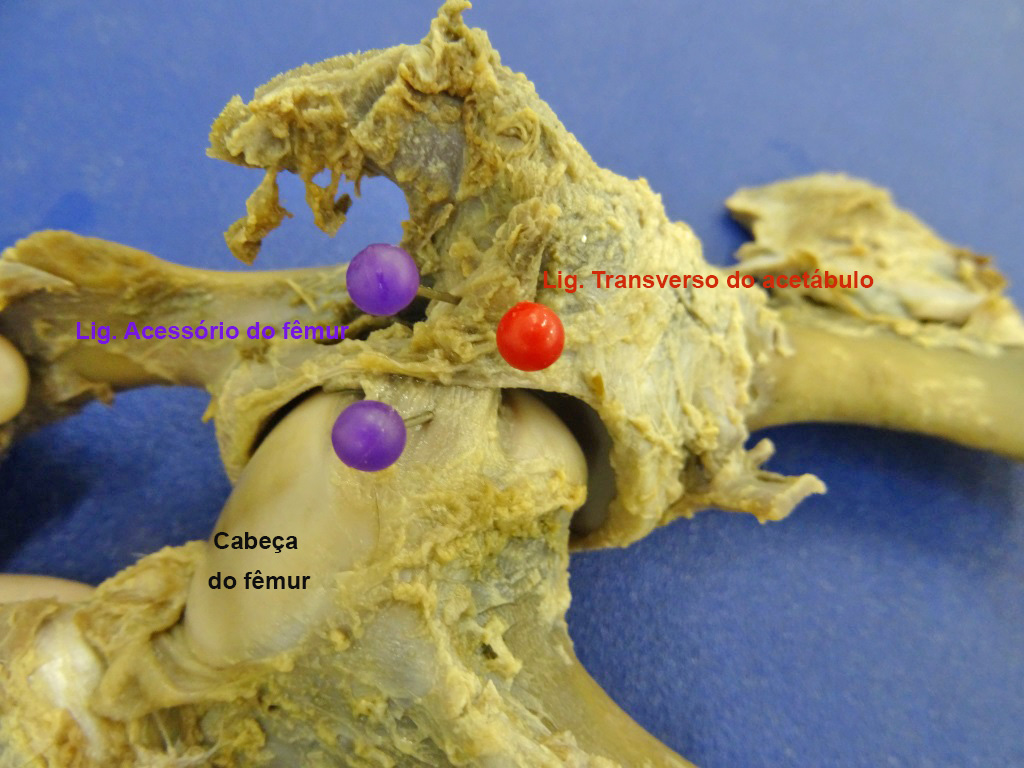 Lig. Transverso do acetábulo
Lig. Acessório do fêmur
Cabeça
do fêmur